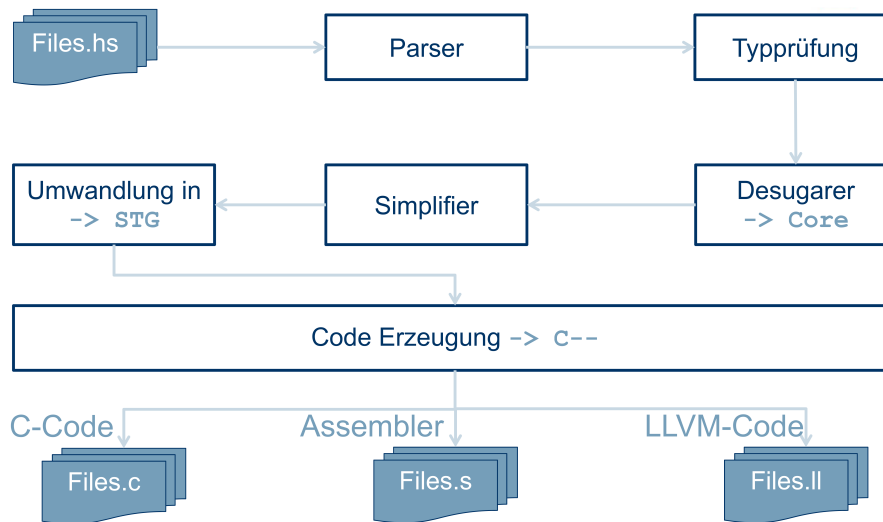 Files.hs
Parser
Typprüfung
Umwandlung in
-> STG
Simplifier
Desugarer
-> Core
Code Erzeugung -> C--
C-Code
Assembler
LLVM-Code
Files.c
Files.s
Files.ll